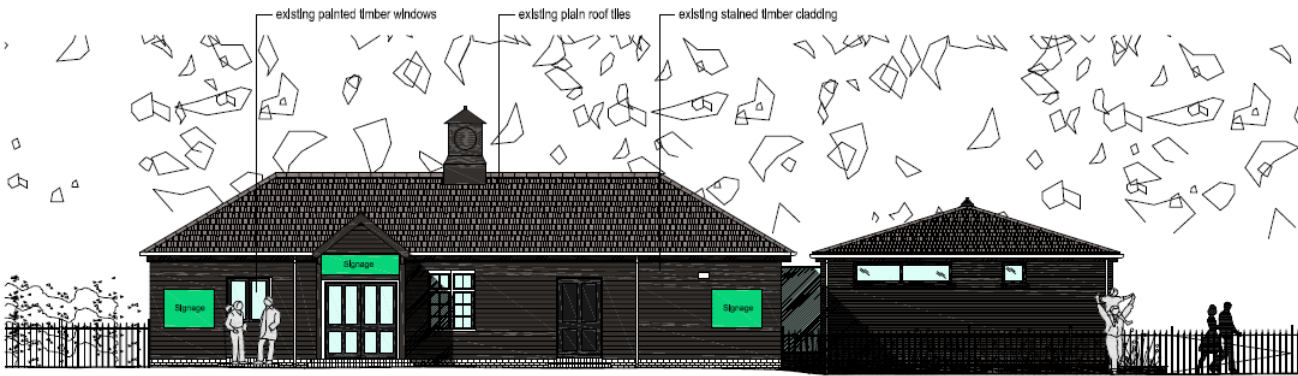 existing painted timber windows
existing plain roof tiles
existing stained timber cladding
Signage
Signage
Signage